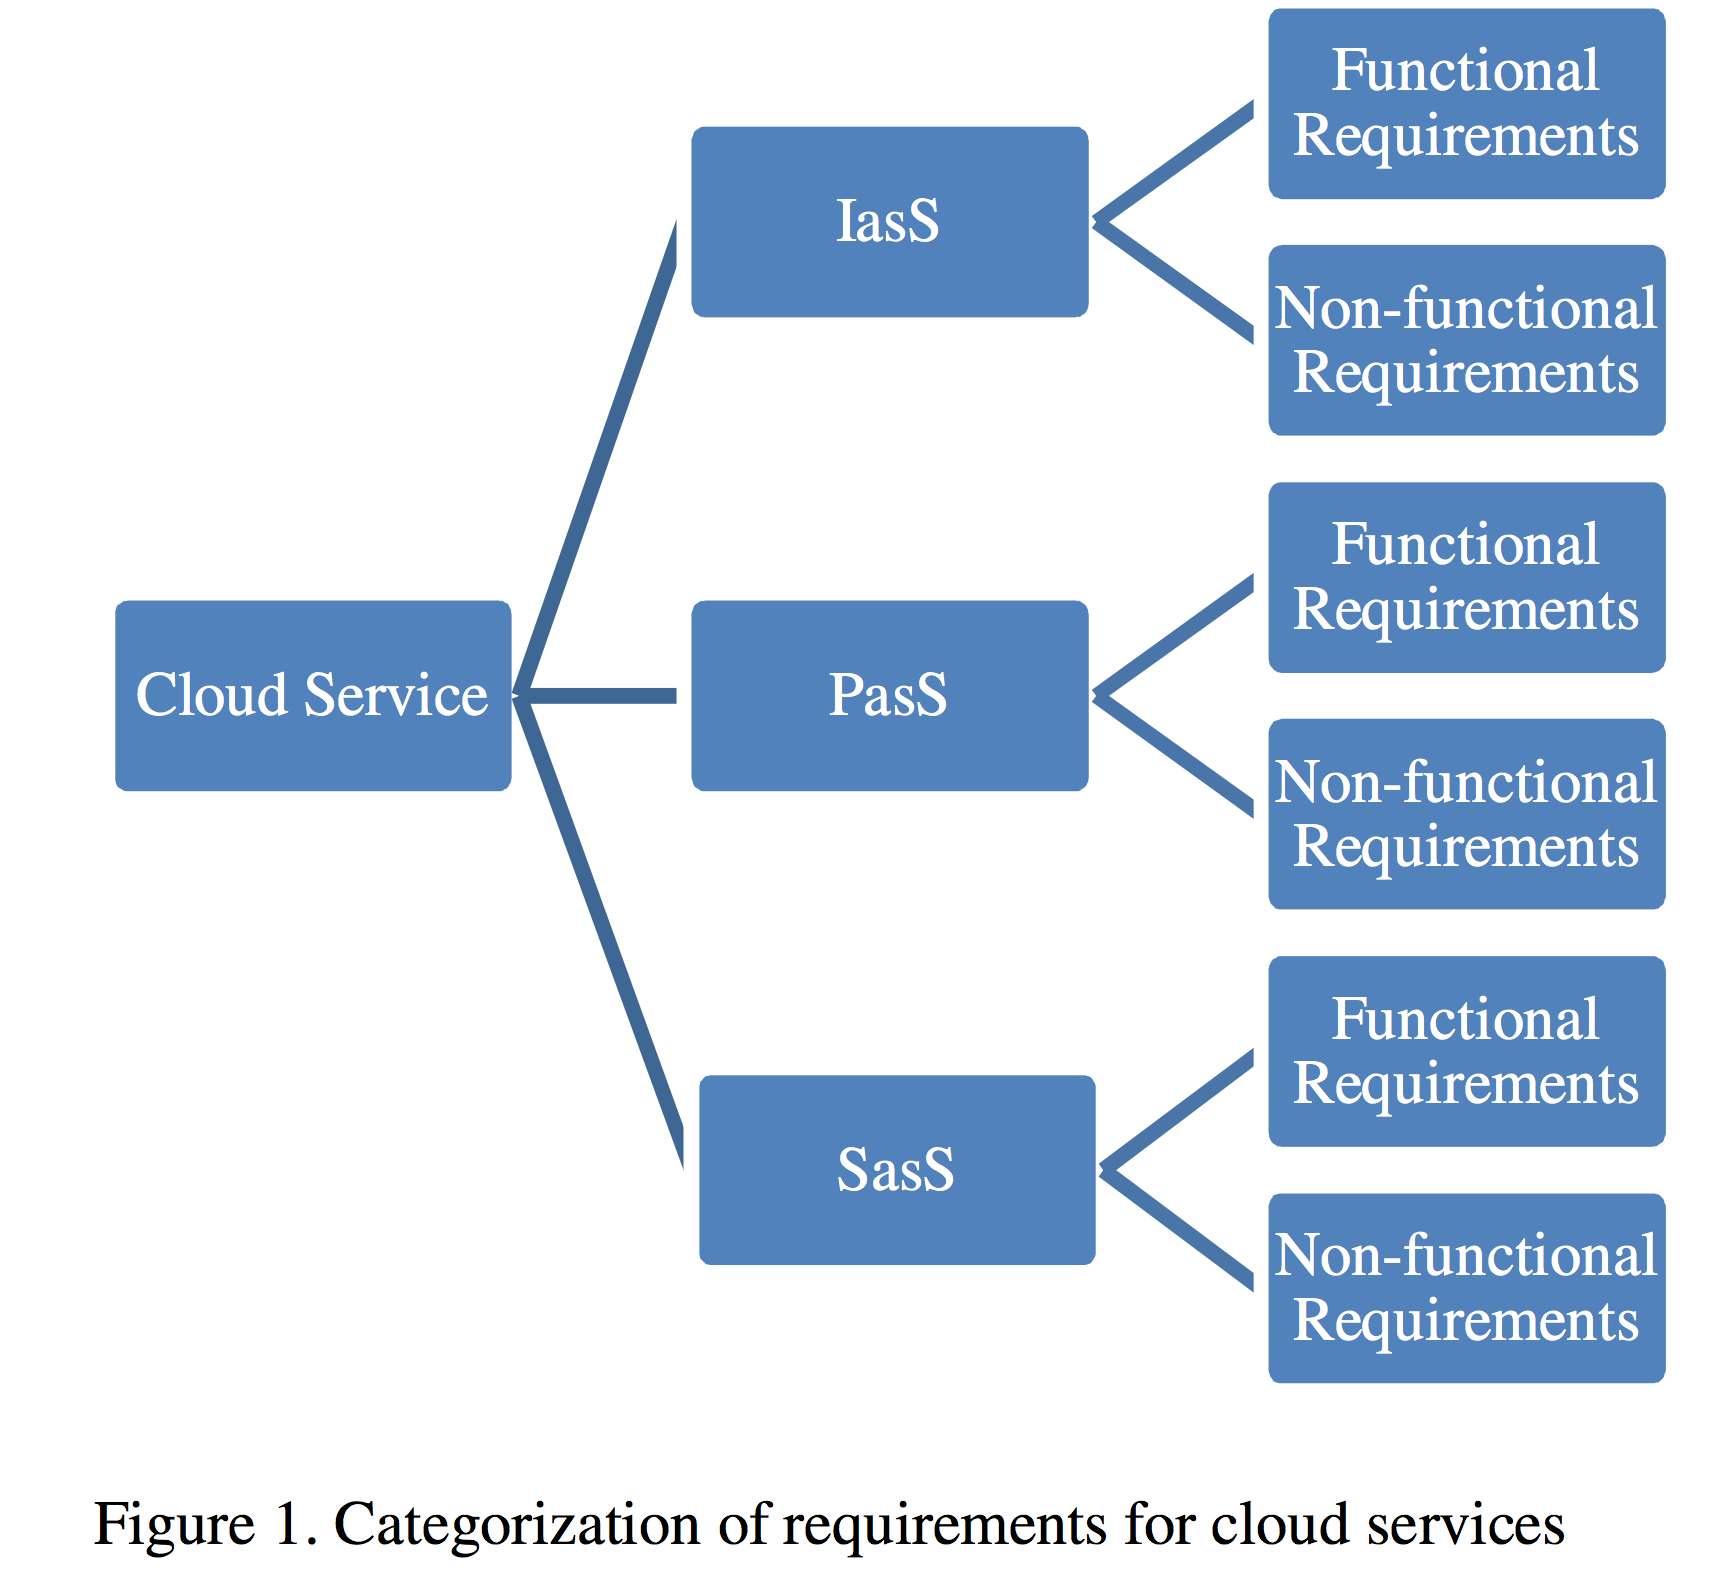 Functional
Requirements
IasS
Non-functional
Requirements
Functional
Requirements
Cloud Service
PasS
Non-functional
Requirements
Functional
Requirements
SasS
Non-functional
Requirements
Figure 1. Categorization of requirements for cloud services